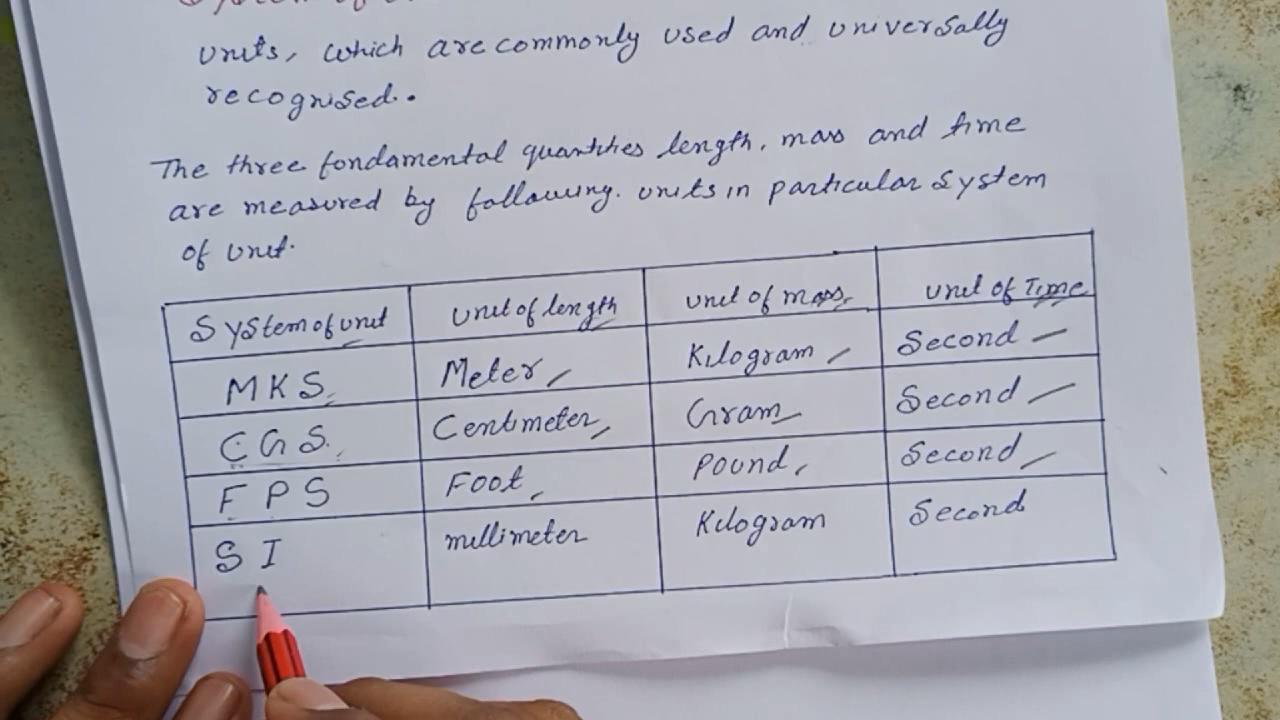 units, which are commonly used and universally
recognised.
The three fondamental quantities length, mass and time
are measured by following. units in particular System
of unit.
System of unit unit of length unit of mass unit of Time
MKS Meter Kilogram Second
CGS Centimeter Gram Second
FPS Foot Pound Second
SI millimeter Kilogram Second